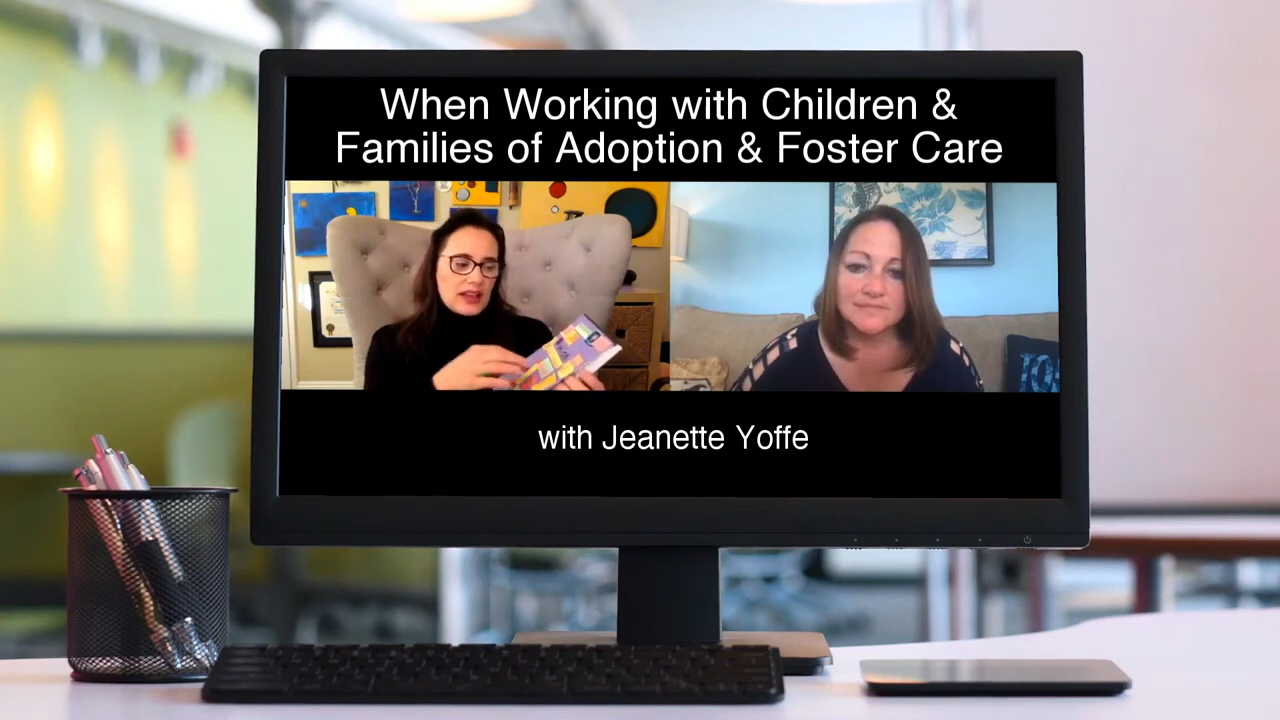 When Working with Children &
Families of Adoption & Foster Care
with Jeanette Yoffe